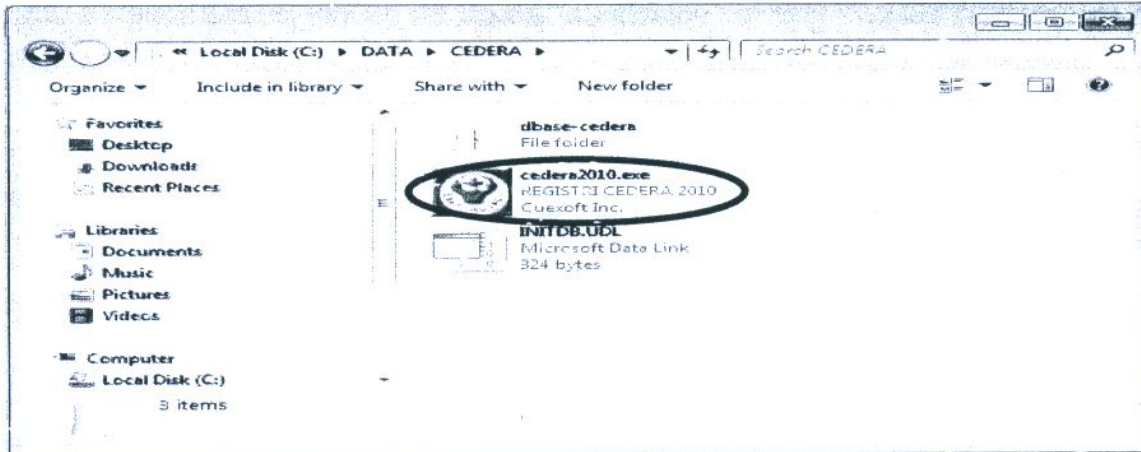 Local Disk (C:) ▸ DATA ▸ CEDERA ▸ Search CEDERA
Organize Include in library Share with New folder
Favorites
Desktop
Downloads
Recent Places
Libraries
Documents
Music
Pictures
Videos
Computer
Local Disk (C:)
dbase-cedera
File folder
cedera2010.exe
REGISTRI CEDERA 2010
Cuexoft Inc.
INITDB.UDL
Microsoft Data Link
324 bytes
3 items